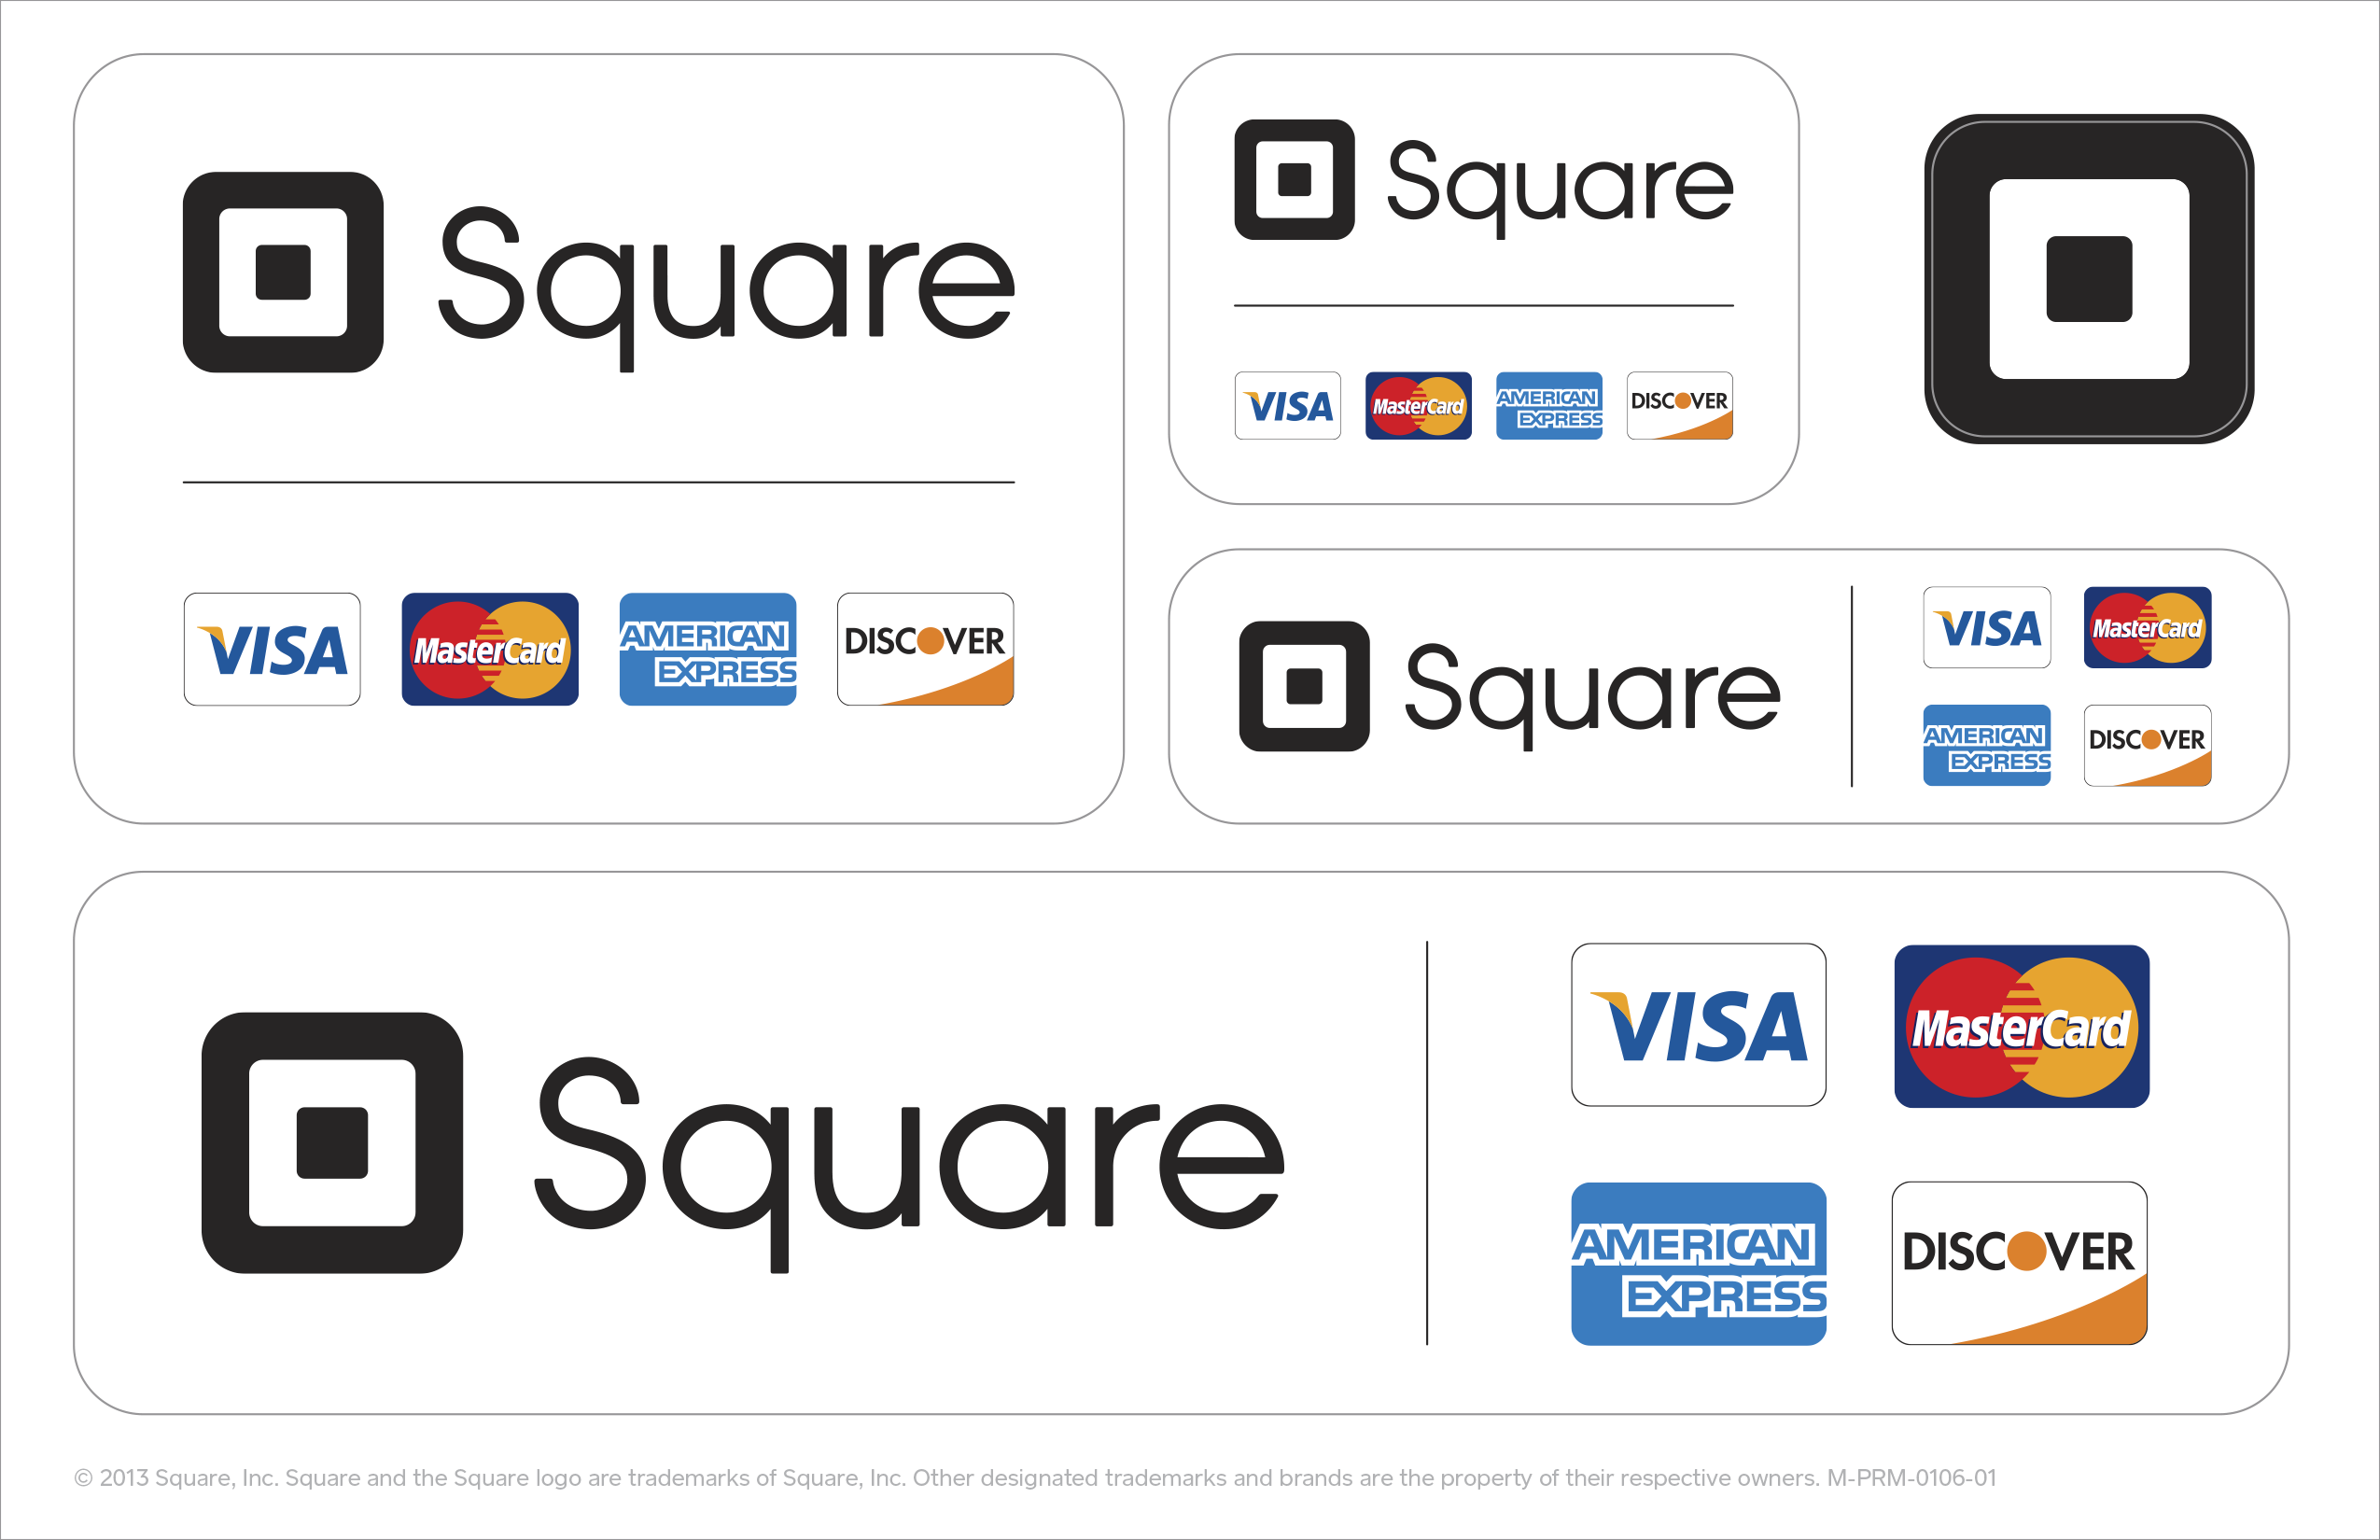 Square
VISA MasterCard AMERICAN EXPRESS DISCOVER
Square
VISA MasterCard AMERICAN EXPRESS DISCOVER
Square
VISA MasterCard
AMERICAN EXPRESS DISCOVER
Square
VISA MasterCard
AMERICAN EXPRESS DISCOVER
© 2013 Square, Inc. Square and the Square logo are trademarks of Square, Inc. Other designated trademarks and brands are the property of their respective owners. M-PRM-0106-01